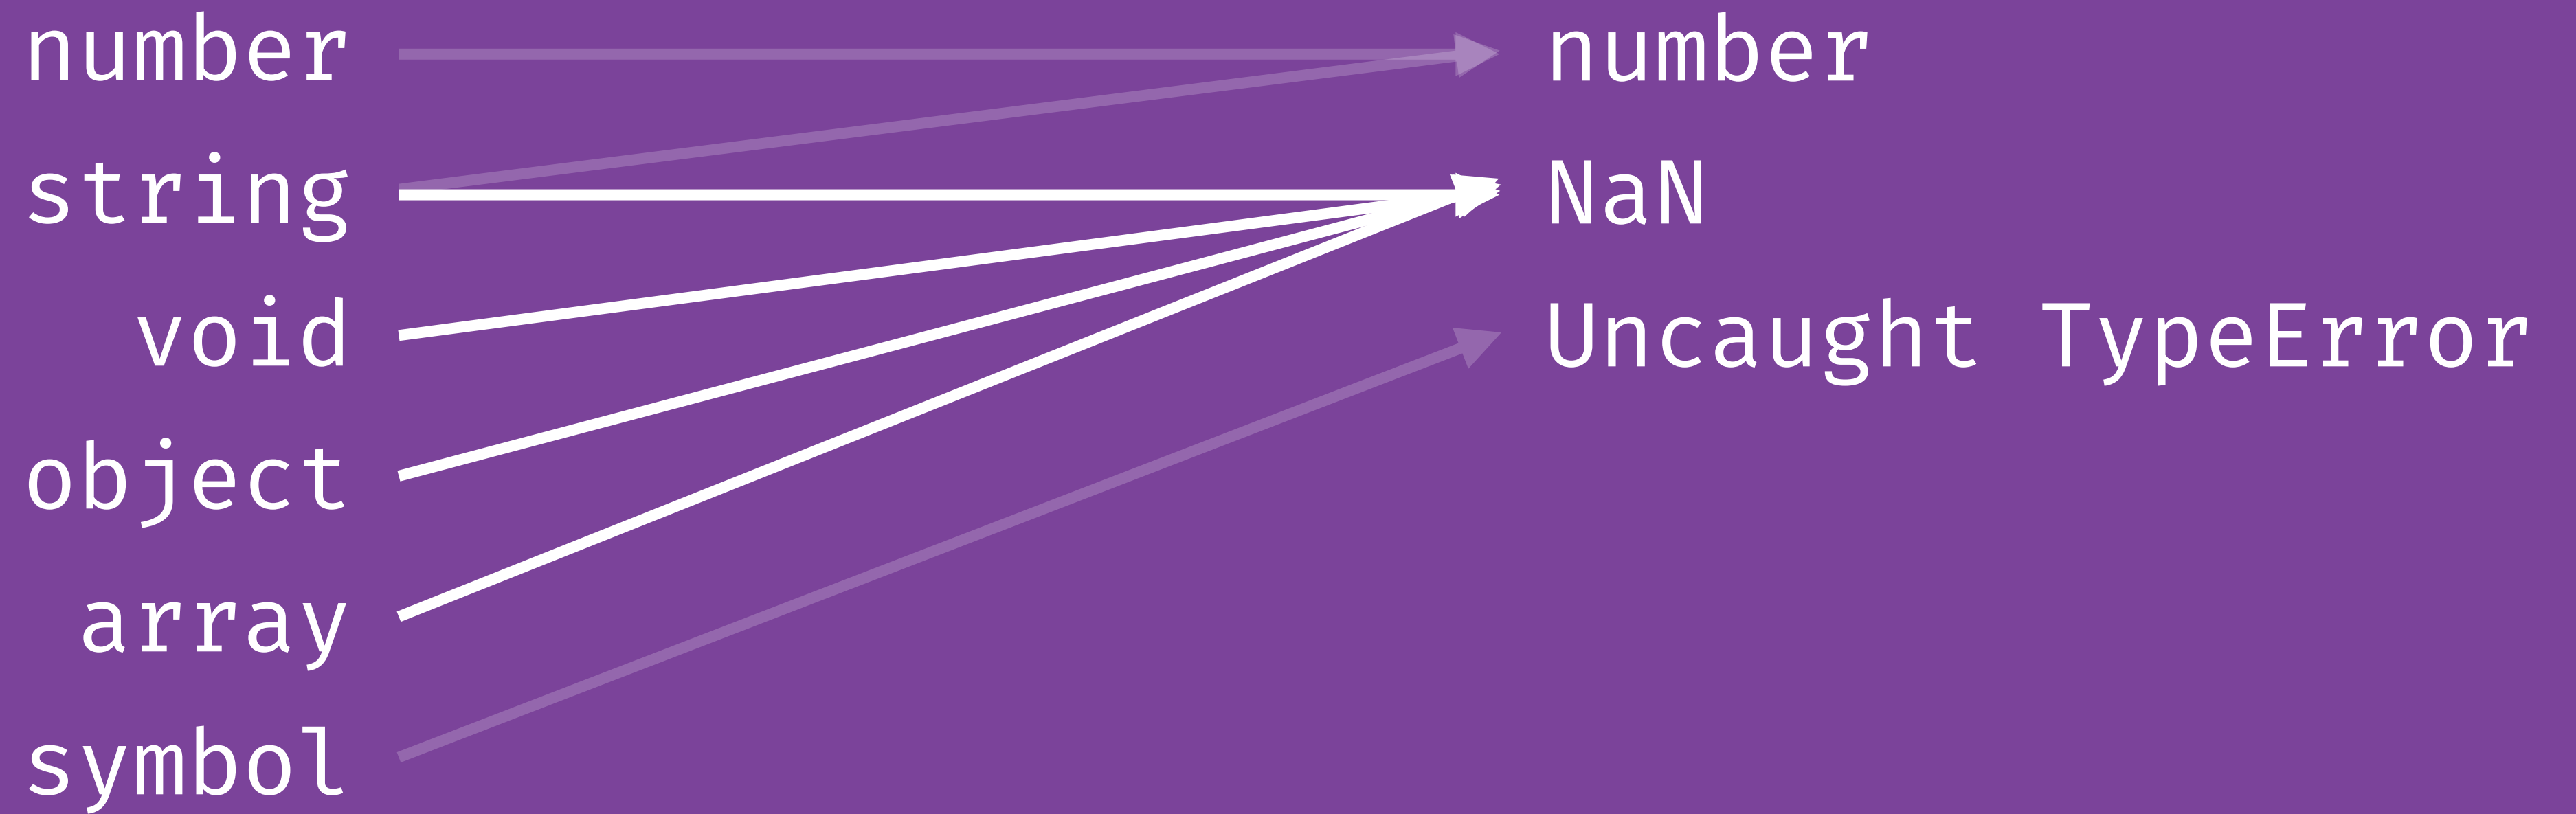 number
string
void
object
array
symbol
number
NaN
Uncaught TypeError